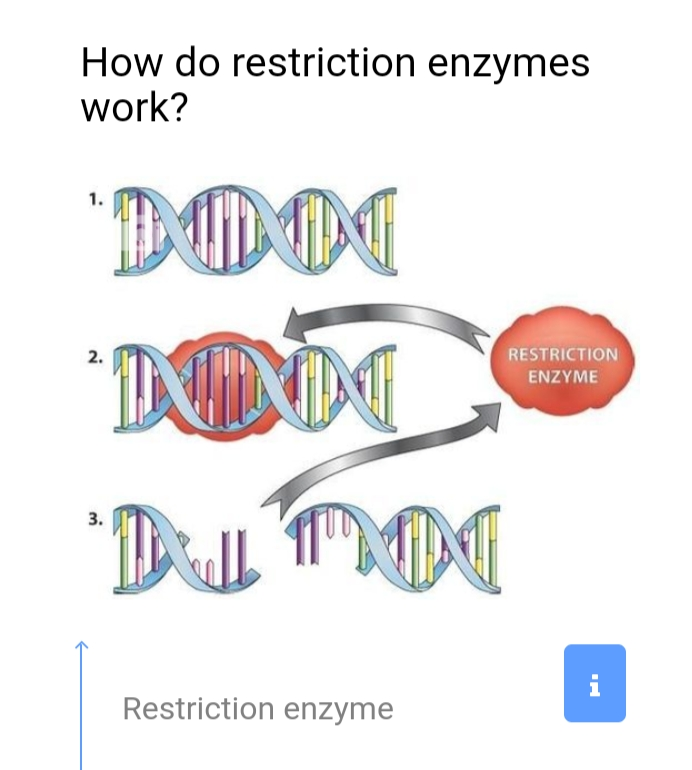 How do restriction enzymes
work?
1.
2.
RESTRICTION
ENZYME
3.
Restriction enzyme
i